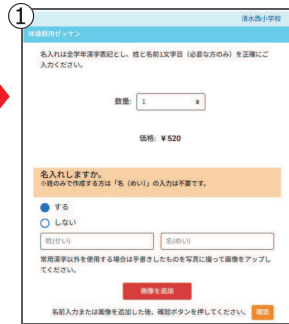 ①
清水西小学校
体操服用ゼッケン
名入れは全学年漢字表記とし、姓と名前1文字目（必要な方のみ）を正確にご
入力ください。
数量: 1
価格: ¥520
名入れしますか。
※姓のみで作成する方は「名（めい）」の入力は不要です。
する
しない
姓(せい) 名(めい)
常用漢字以外を使用する場合は手書きしたものを写真に撮って画像をアップし
てください。
画像を追加
名前入力または画像を追加した後、確認ボタンを押してください。 確認